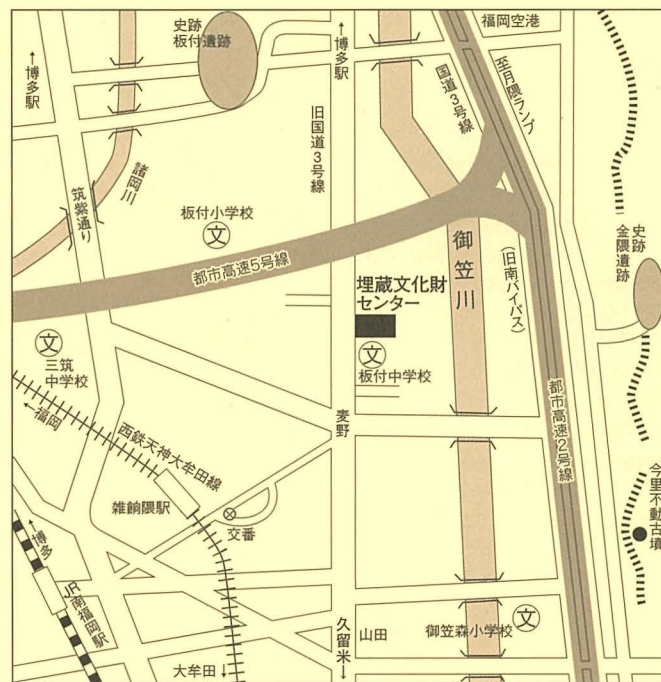 史跡
板付遺跡
←博多駅
←博多駅
福岡空港
至月隈ランプ
国道3号線
旧国道3号線
諸岡川
筑紫通り
板付小学校
文
都市高速5号線
御笠川
(旧南バイパス)
史跡
金隈遺跡
埋蔵文化財
センター
文
板付中学校
文
三筑
中学校
←福岡
西鉄天神大牟田線
麦野
都市高速2号線
雑餉隈駅
交番
今里不動古墳
←博多
JR南福岡駅
久留米→
山田
御笠森小学校
文
大牟田↓